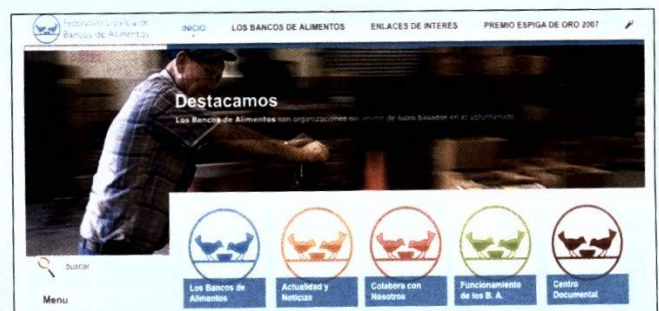 Federación Española de
Bancos de Alimentos
INICIO
LOS BANCOS DE ALIMENTOS
ENLACES DE INTERES
PREMIO ESPIGA DE ORO 2007
Destacamos
Los Bancos de Alimentos son organizaciones sin ánimo de lucro basados en el voluntariado
buscar
Menu
Los Bancos de
Alimentos
Actualidad y
Noticias
Colabora con
Nosotros
Funcionamiento
de los B. A.
Centro
Documental